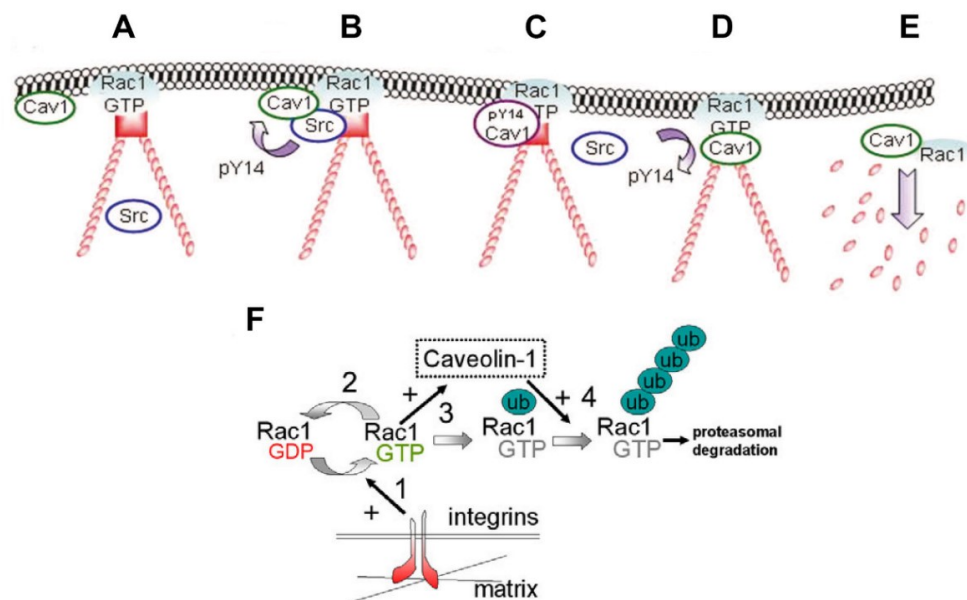 A
B
C
D
E
Cav1
Rac1
GTP
Src
Cav1
Rac1
GTP
Src
pY14
Rac1
TP
pY14
Cav1
Src
Rac1
GTP
Cav1
pY14
Cav1
Rac1
F
Caveolin-1
ub
ub
ub
ub
2
+
3
ub
+ 4
Rac1
GDP
Rac1
GTP
Rac1
GTP
Rac1
GTP
proteasomal
degradation
1
+
integrins
matrix